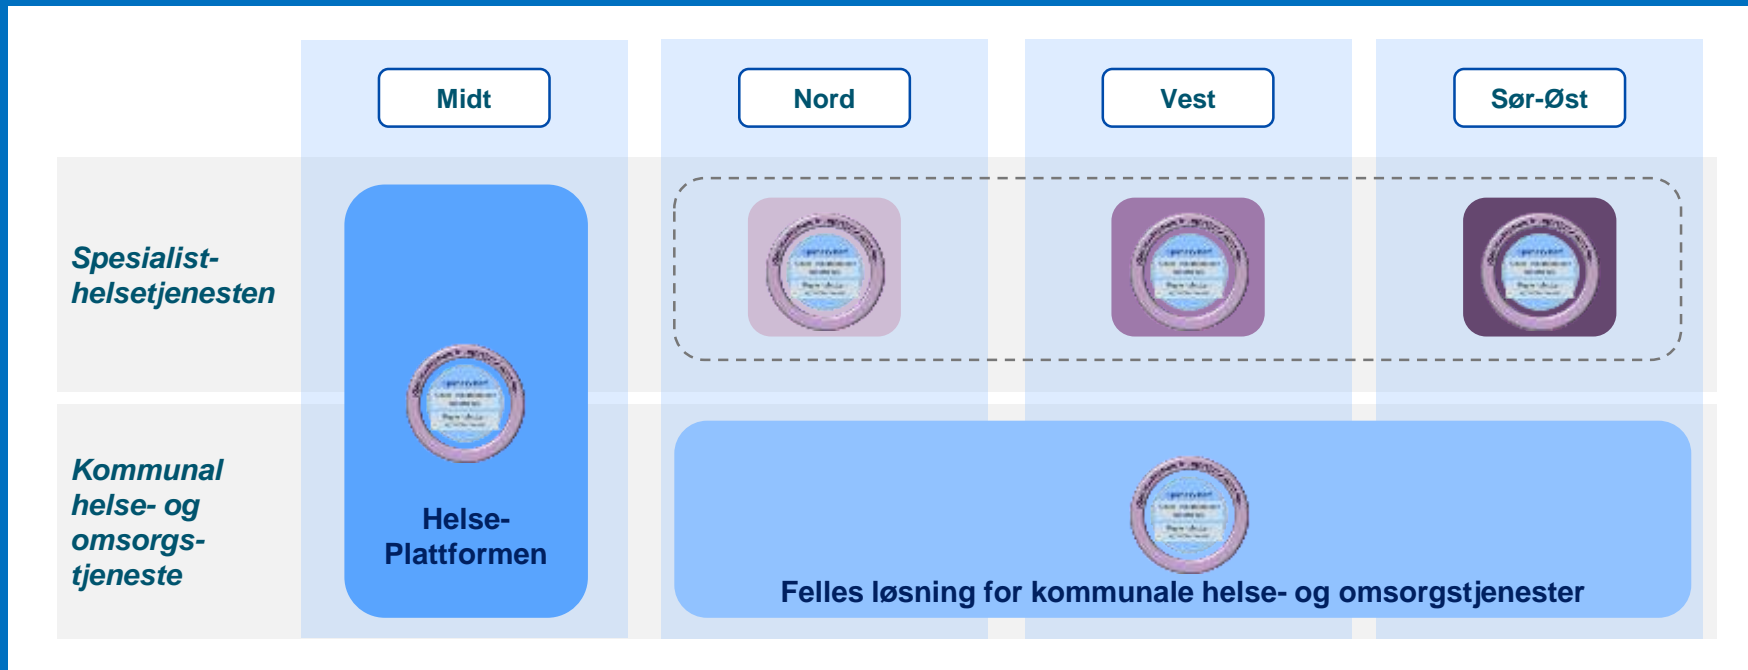 Midt
Nord
Vest
Sør-Øst
Spesialist-
helsetjenesten
Kommunal
helse- og
omsorgs-
tjeneste
Helse-
Plattformen
Felles løsning for kommunale helse- og omsorgstjenester